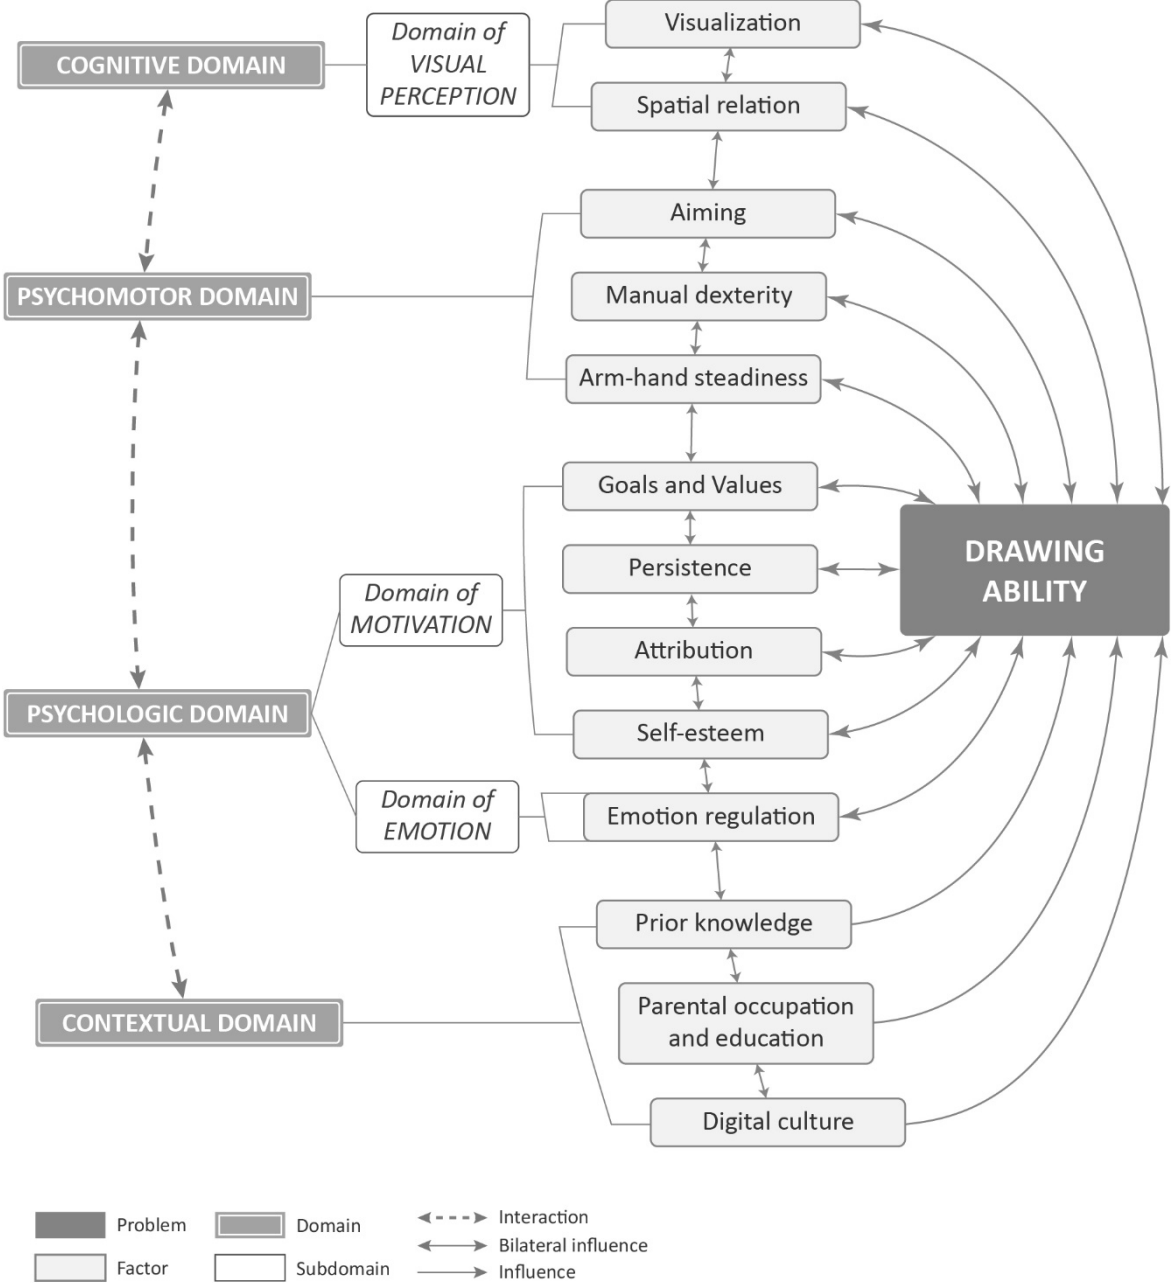 COGNITIVE DOMAIN
Domain of
VISUAL
PERCEPTION
Visualization
Spatial relation
PSYCHOMOTOR DOMAIN
Aiming
Manual dexterity
Arm-hand steadiness
PSYCHOLOGIC DOMAIN
Domain of
MOTIVATION
Goals and Values
Persistence
Attribution
Self-esteem
Domain of
EMOTION
Emotion regulation
CONTEXTUAL DOMAIN
Prior knowledge
Parental occupation
and education
Digital culture
DRAWING
ABILITY
Problem
Domain
Interaction
Bilateral influence
Factor
Subdomain
Influence